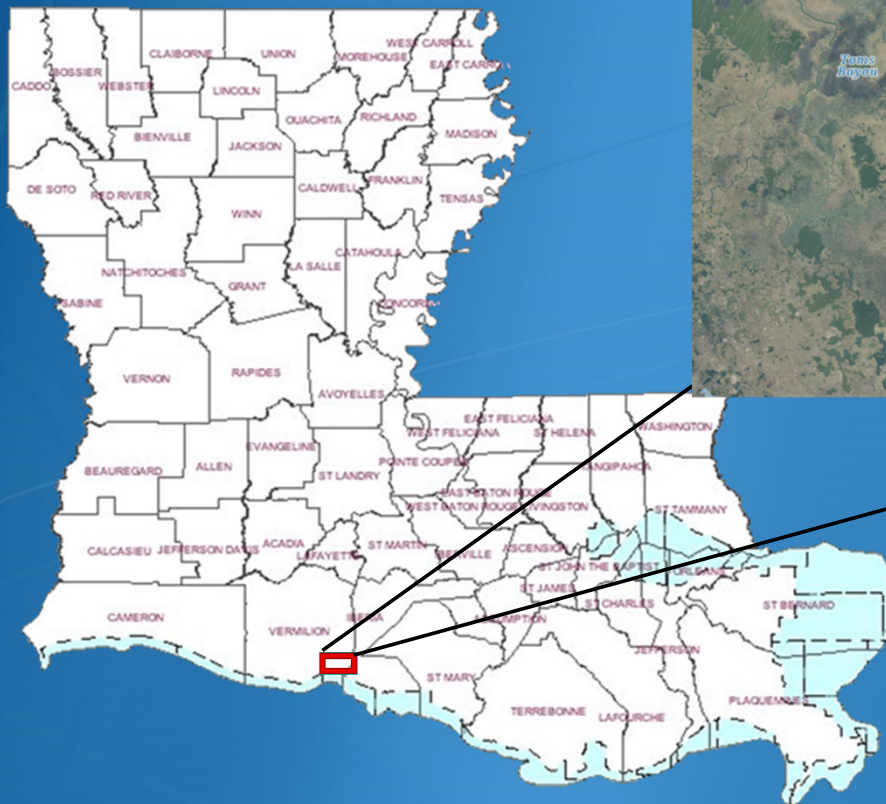 WEST CARROLL
CLAIBORNE
UNION
MOREHOUSE
EAST CARROLL
Toms
Bayou
BOSSIER
CADDO
WEBSTER
LINCOLN
OUACHITA
RICHLAND
MADISON
BIENVILLE
JACKSON
FRANKLIN
DE SOTO
RED RIVER
CALDWELL
TENSAS
WINN
CATAHOULA
NATCHITOCHES
LA SALLE
GRANT
SABINE
CONCORDIA
RAPIDES
VERNON
AVOYELLES
EAST FELICIANA
WASHINGTON
WEST FELICIANA
ST HELENA
EVANGELINE
POINTE COUPEE
TANGIPAHOA
BEAUREGARD
ALLEN
ST LANDRY
EAST BATON ROUGE
WEST BATON ROUGE
LIVINGSTON
ST TAMMANY
CALCASIEU
JEFFERSON DAVIS
ACADIA
LAFAYETTE
ST MARTIN
IBERVILLE
ASCENSION
ST JOHN THE BAPTIST
ORLEANS
ST JAMES
CAMERON
VERMILION
IBERIA
ASSUMPTION
ST CHARLES
ST BERNARD
JEFFERSON
ST MARY
PLAQUEMINES
TERREBONNE
LAFOURCHE